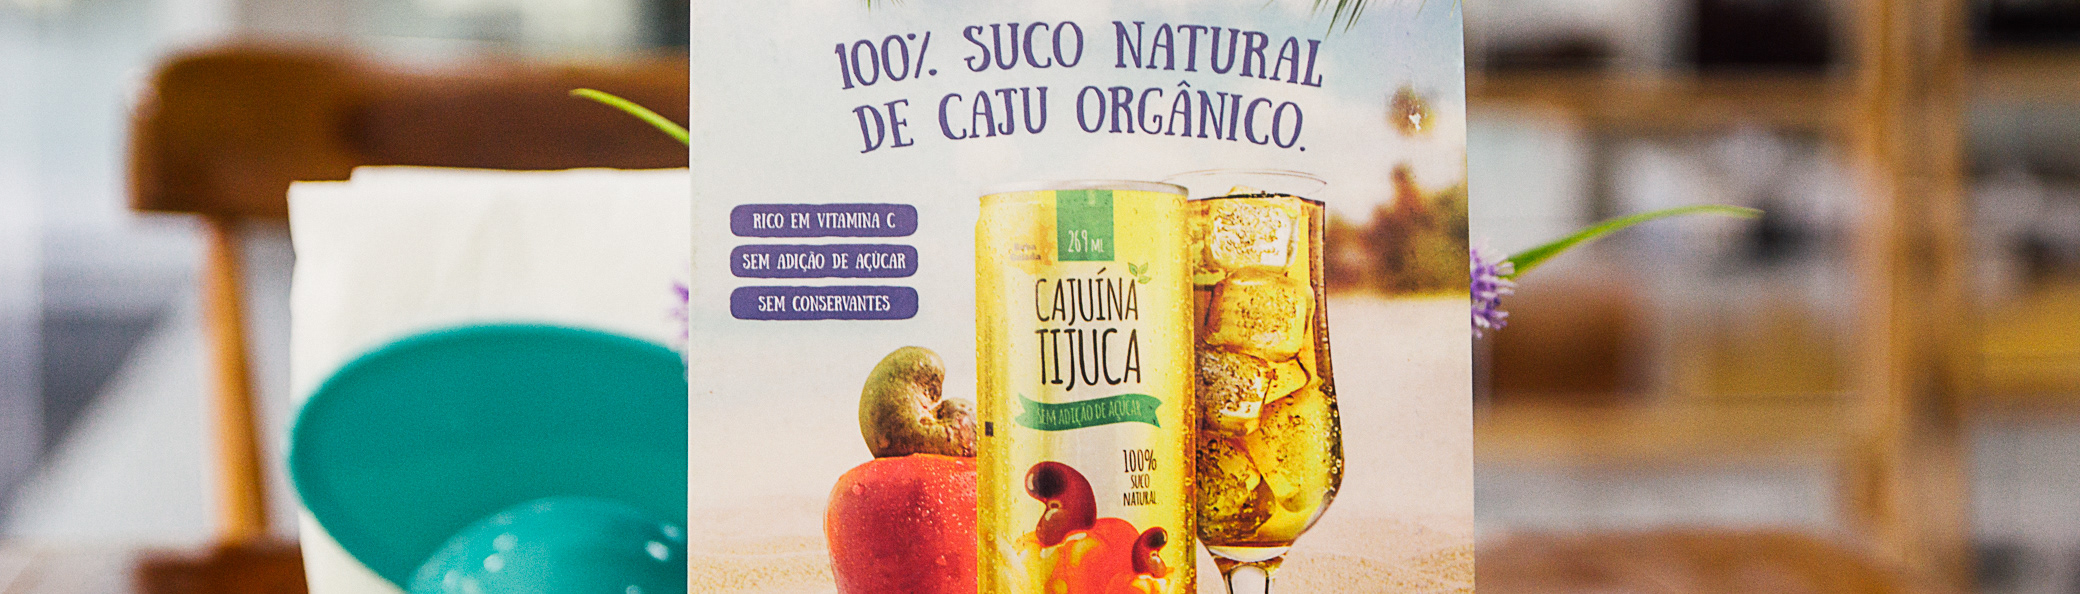 100% SUCO NATURAL
DE CAJU ORGÂNICO.
RICO EM VITAMINA C
SEM ADIÇÃO DE AÇÚCAR
SEM CONSERVANTES
269 ML
CAJUÍNA
TIJUCA
SEM ADIÇÃO DE AÇÚCAR
100%
SUCO
NATURAL